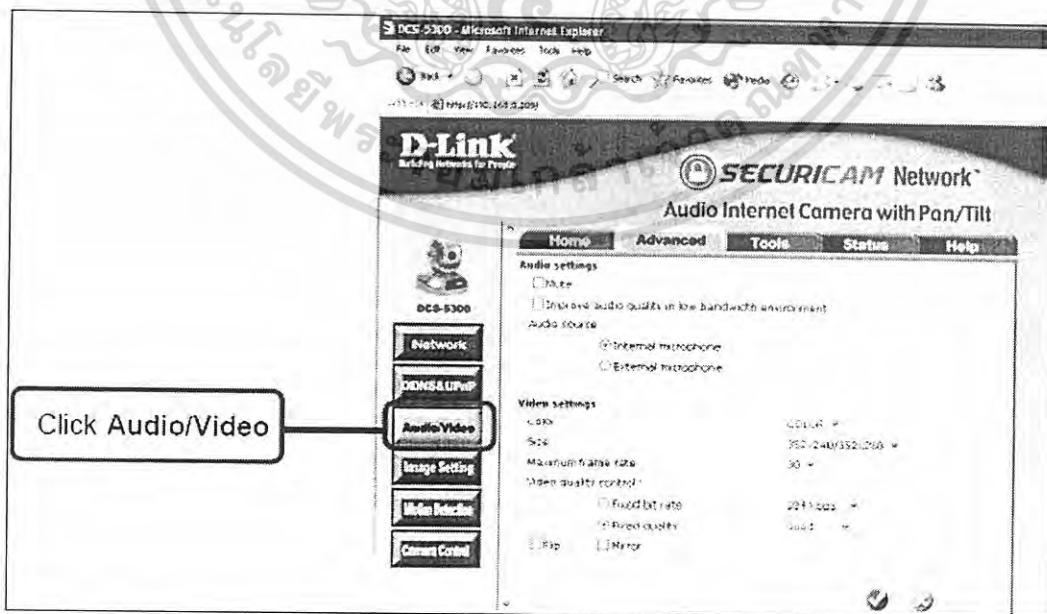 DCS-5300 - Microsoft Internet Explorer
File Edit View Favorites Tools Help
Back Search Favorites Media
D-Link
Building Networks for People
SECURICAM Network
Audio Internet Camera with Pan/Tilt
Home Advanced Tools Status Help
DCS-5300
Network
DDNS & UPnP
Audio/Video
Image Setting
Motion Detection
Camera Control
Click Audio/Video
Audio settings
Mute
Improve audio quality in low bandwidth environment
Audio source
Internal microphone
External microphone
Video settings
Color COLOR
Size 352x240/352x288
Maximum frame rate 30
Video quality control
Fixed bit rate
Fixed quality Good
Flip Mirror